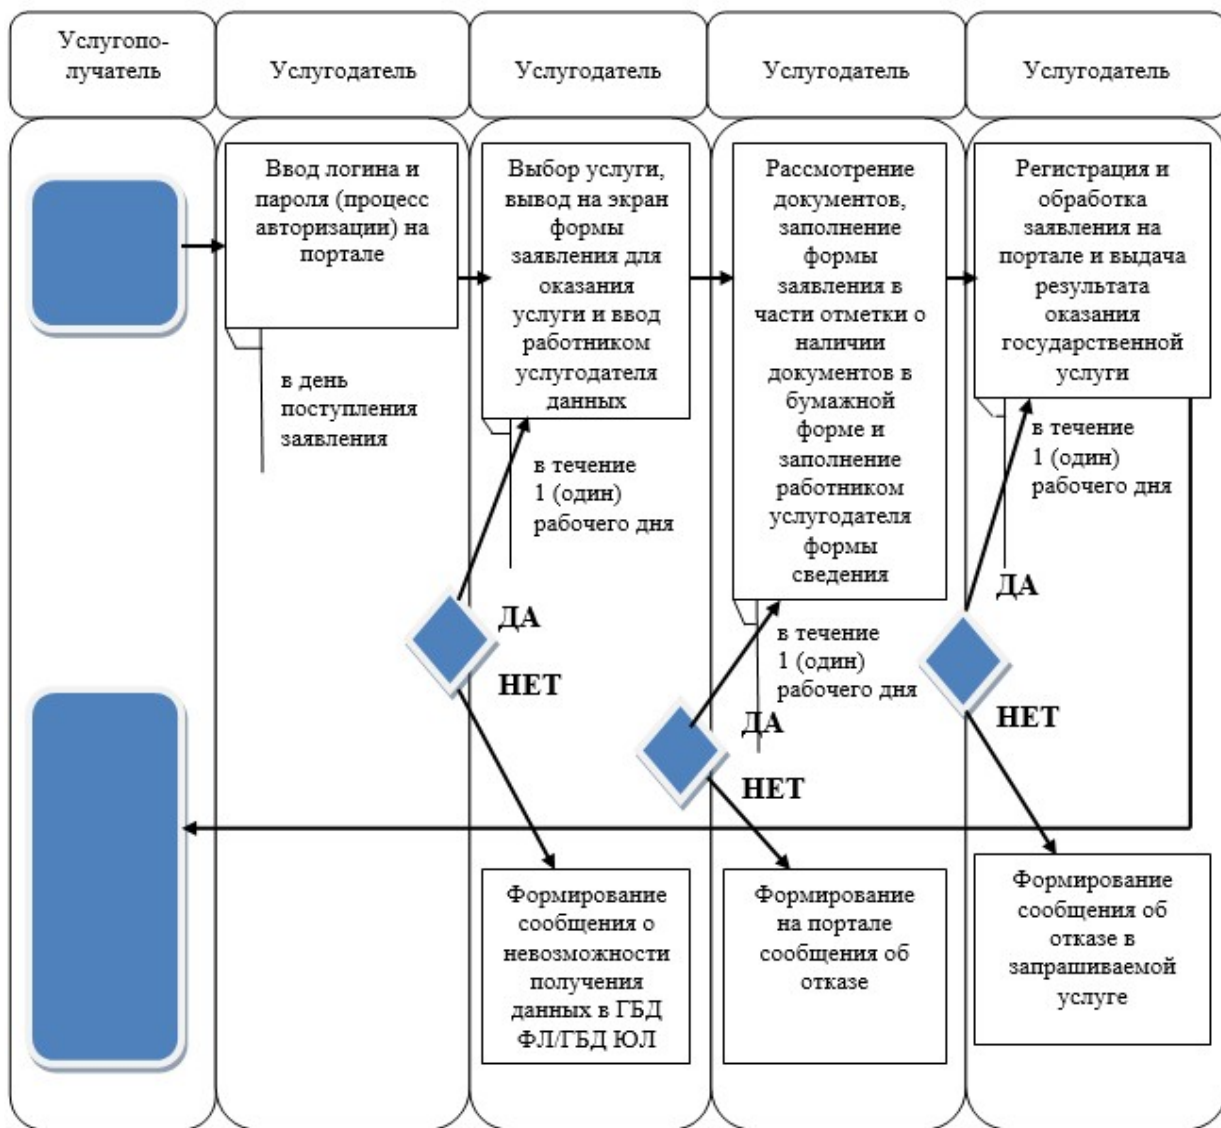 Услугопо-
лучатель
Услугодатель
Услугодатель
Услугодатель
Услугодатель
Ввод логина и
пароля (процесс
авторизации) на
портале
в день
поступления
заявления
Выбор услуги,
вывод на экран
формы
заявления для
оказания
услуги и ввод
работником
услугодателя
данных
в течение
1 (один)
рабочего дня
ДА
НЕТ
Формирование
сообщения о
невозможности
получения
данных в ГБД
ФЛ/ГБД ЮЛ
Рассмотрение
документов,
заполнение
формы
заявления в
части отметки о
наличии
документов в
бумажной
форме и
заполнение
работником
услугодателя
формы
сведения
в течение
1 (один)
рабочего дня
ДА
НЕТ
Формирование
на портале
сообщения об
отказе
Регистрация и
обработка
заявления на
портале и выдача
результата
оказания
государственной
услуги
в течение
1 (один)
рабочего дня
ДА
НЕТ
Формирование
сообщения об
отказе в
запрашиваемой
услуге